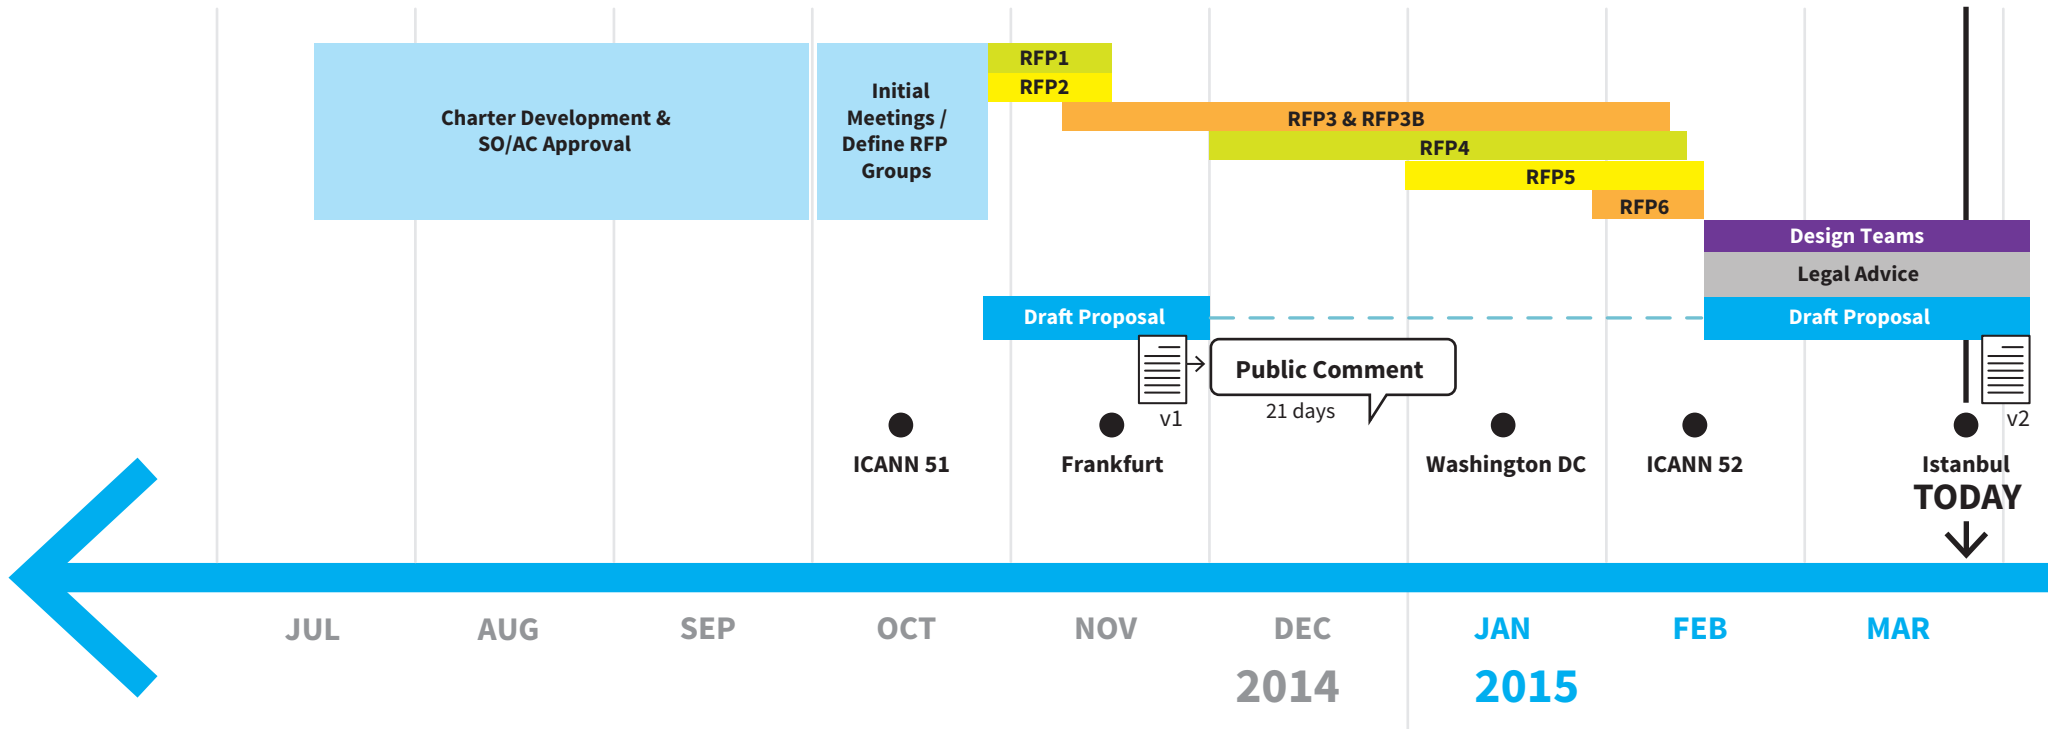 Charter Development &
SO/AC Approval
Initial
Meetings /
Define RFP
Groups
RFP1
RFP2
RFP3 & RFP3B
RFP4
RFP5
RFP6
Design Teams
Legal Advice
Draft Proposal
Draft Proposal
v1
Public Comment
21 days
v2
ICANN 51
Frankfurt
Washington DC
ICANN 52
Istanbul
TODAY
JUL
AUG
SEP
OCT
NOV
DEC
JAN
FEB
MAR
2014
2015